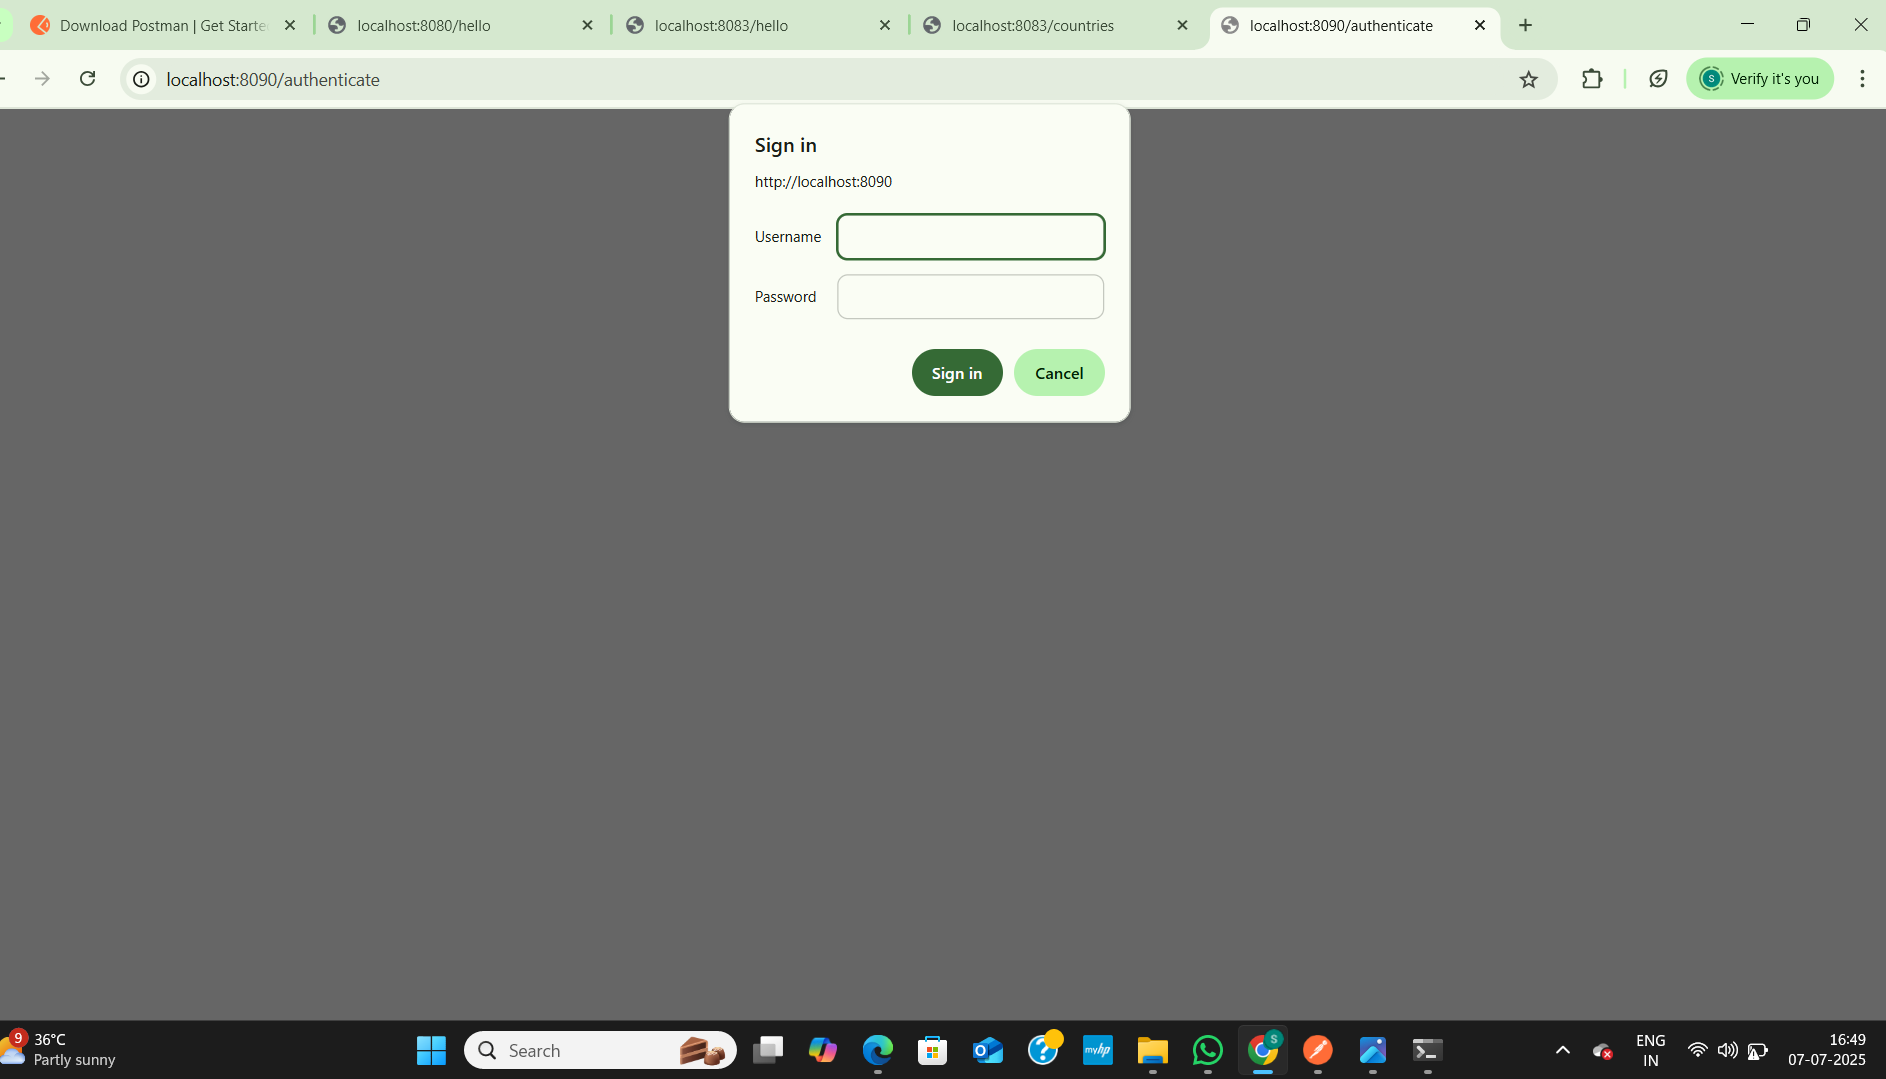 Download Postman | Get Starte
localhost:8080/hello
localhost:8083/hello
localhost:8083/countries
localhost:8090/authenticate
localhost:8090/authenticate
S
Verify it's you
Sign in
http://localhost:8090
Username
Password
Sign in
Cancel
9
36°C
Partly sunny
Search
myhp
S
ENG
IN
16:49
07-07-2025